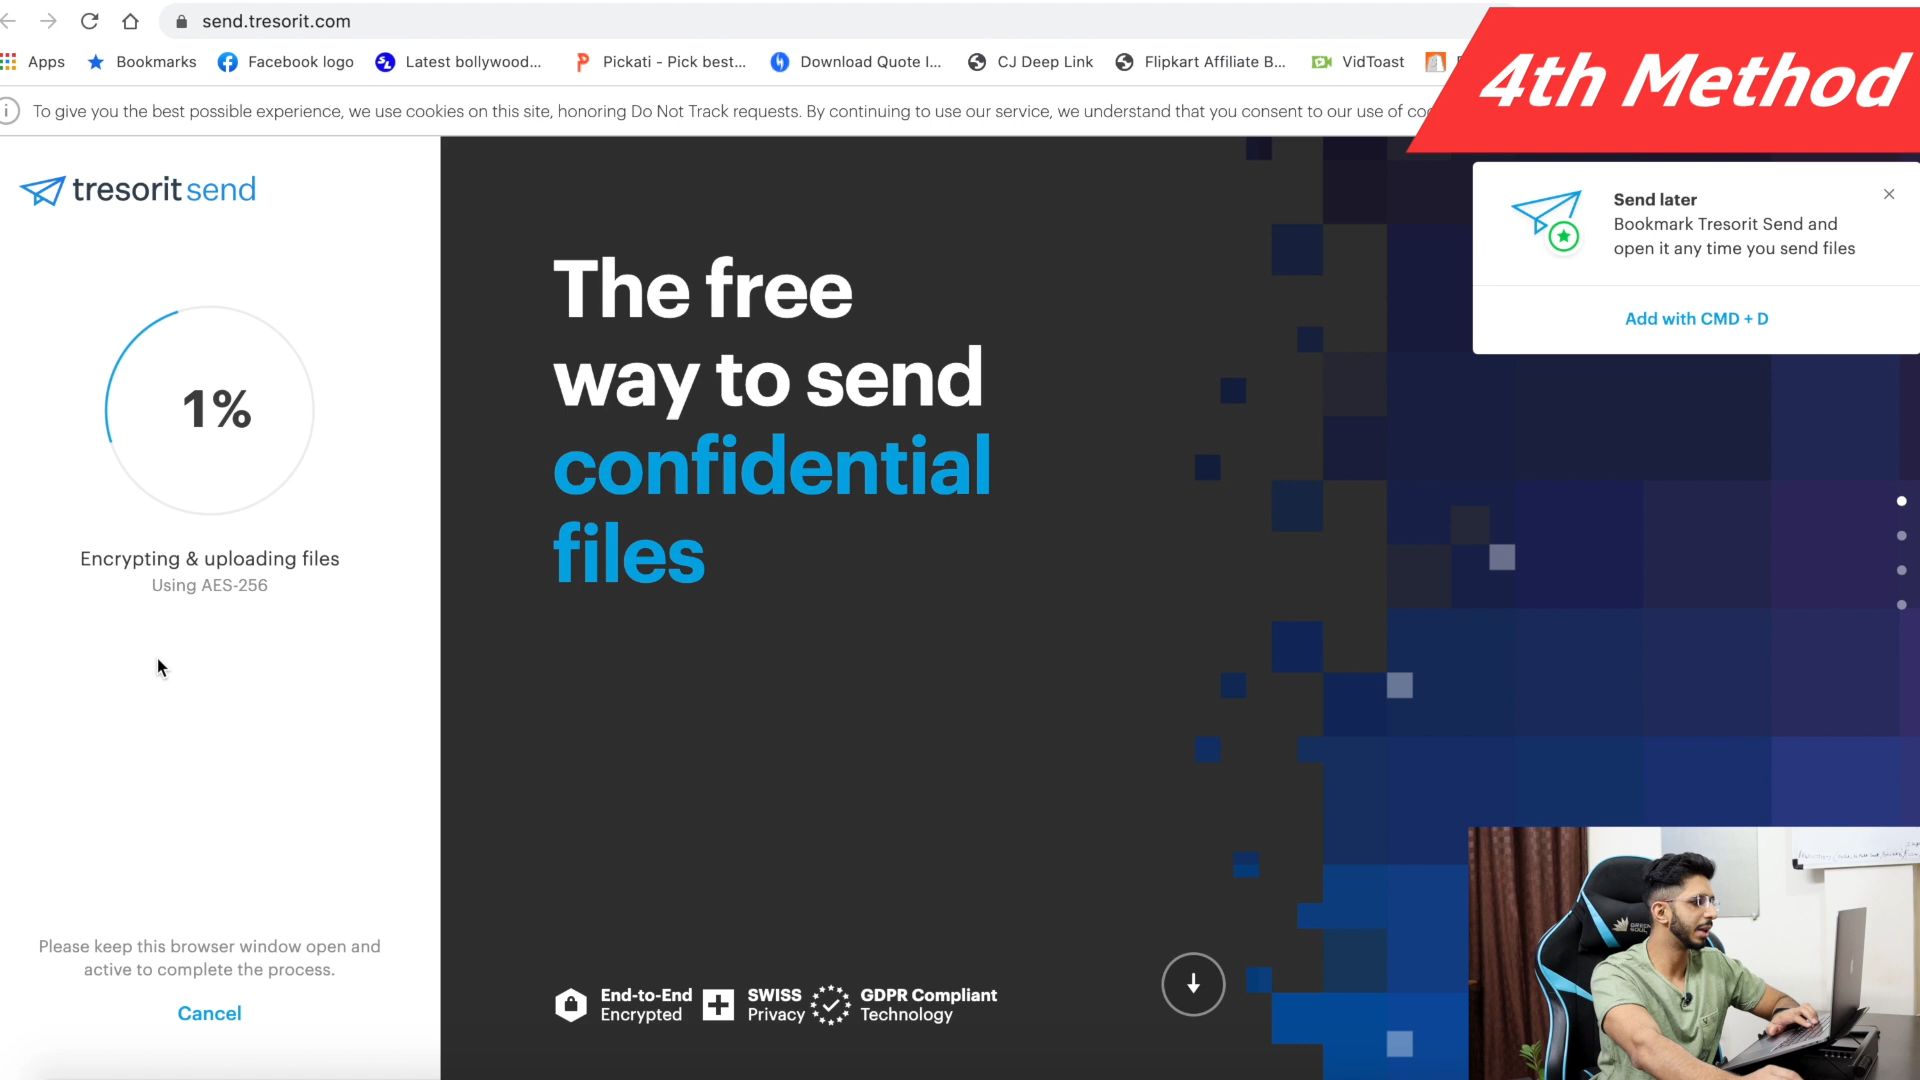 send.tresorit.com
4th Method
Apps Bookmarks Facebook logo Latest bollywood... Pickati - Pick best... Download Quote I... CJ Deep Link Flipkart Affiliate B... VidToast
To give you the best possible experience, we use cookies on this site, honoring Do Not Track requests. By continuing to use our service, we understand that you consent to our use of
tresorit send
Send later
Bookmark Tresorit Send and
open it any time you send files
Add with CMD + D
The free
way to send
confidential
files
1%
Encrypting & uploading files
Using AES-256
Please keep this browser window open and
active to complete the process.
Cancel
End-to-End
Encrypted
SWISS
Privacy
GDPR Compliant
Technology